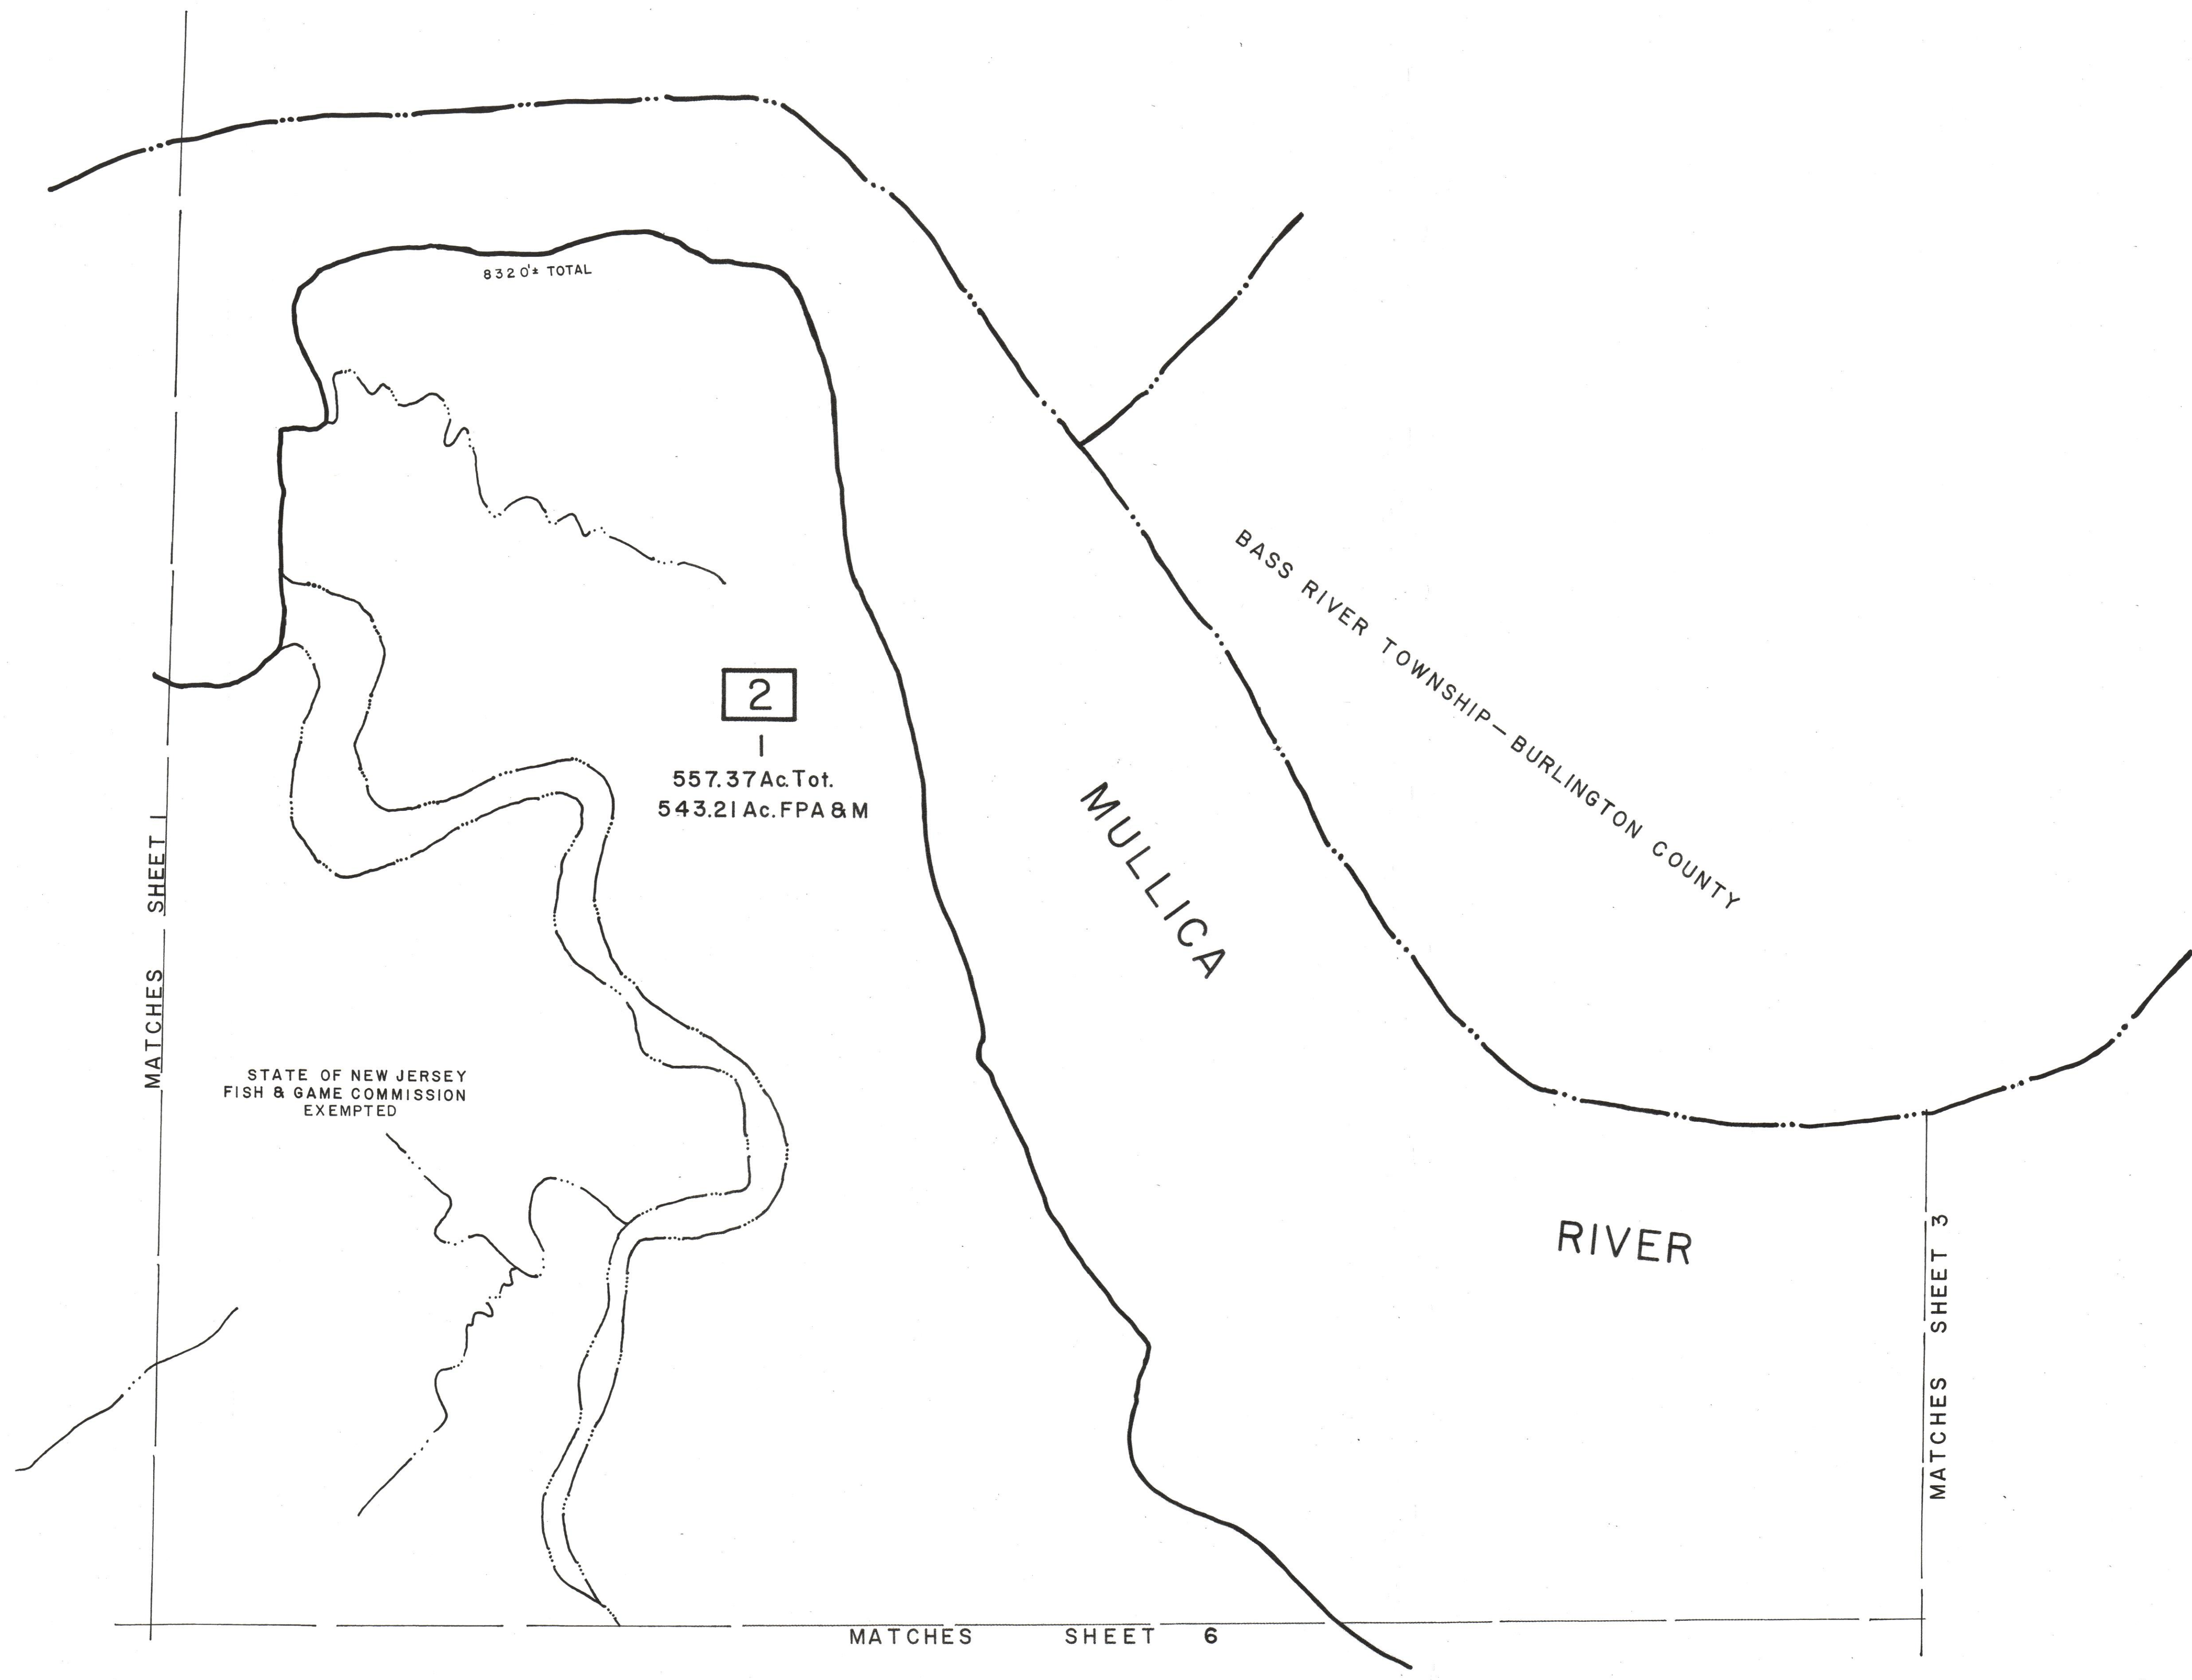 8320'± TOTAL
BASS RIVER TOWNSHIP—BURLINGTON COUNTY
2
1
557.37 Ac. Tot.
543.21 Ac. FPA & M
MULLICA
RIVER
MATCHES SHEET 1
STATE OF NEW JERSEY
FISH & GAME COMMISSION
EXEMPTED
MATCHES SHEET 3
MATCHES SHEET 6